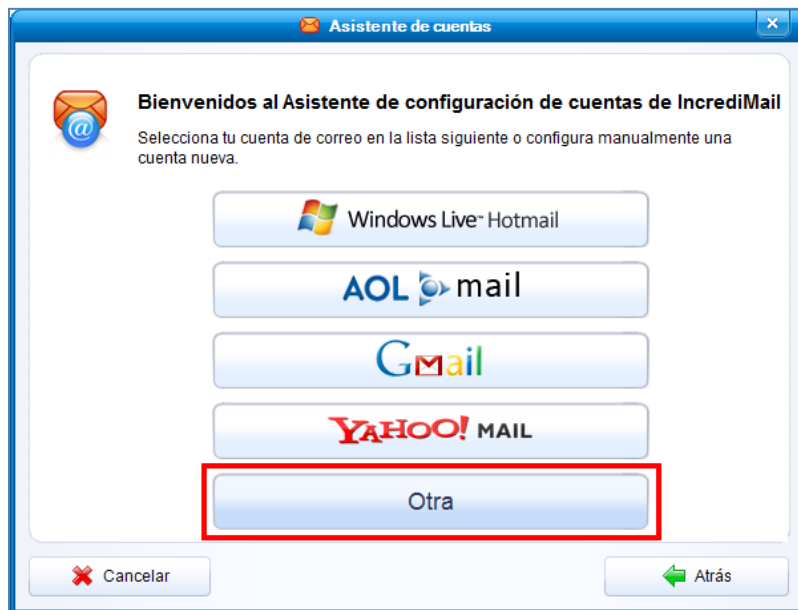 Asistente de cuentas
Bienvenidos al Asistente de configuración de cuentas de IncrediMail
Selecciona tu cuenta de correo en la lista siguiente o configura manualmente una
cuenta nueva.
Windows Live™ Hotmail
AOL mail
Gmail
YAHOO! MAIL
Otra
Cancelar
Atrás